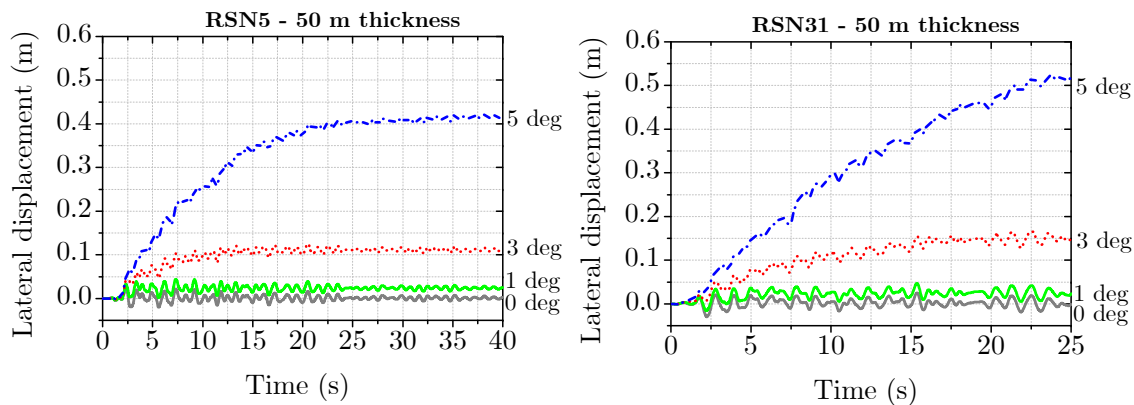 RSN5 - 50 m thickness
Lateral displacement (m)
0.6
0.5
0.4
0.3
0.2
0.1
0.0
5 deg
3 deg
1 deg
0 deg
0 5 10 15 20 25 30 35 40
Time (s)
RSN31 - 50 m thickness
Lateral displacement (m)
0.6
0.5
0.4
0.3
0.2
0.1
0.0
5 deg
3 deg
1 deg
0 deg
0 5 10 15 20 25
Time (s)